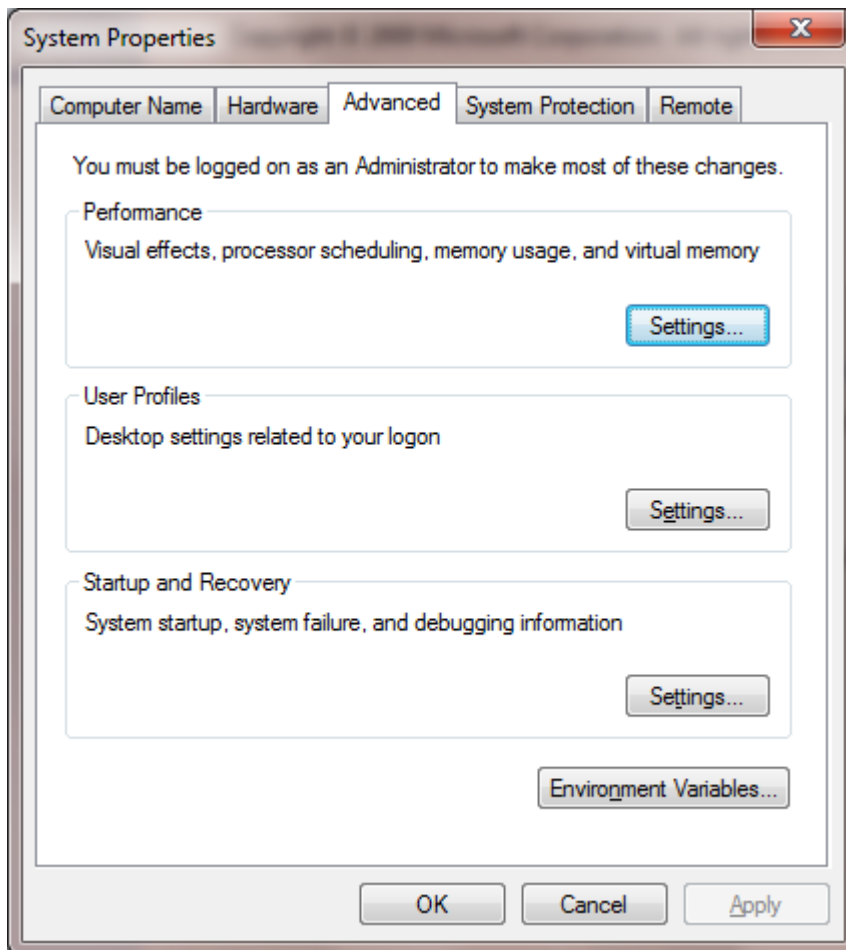 System Properties
Computer Name
Hardware
Advanced
System Protection
Remote
You must be logged on as an Administrator to make most of these changes.
Performance
Visual effects, processor scheduling, memory usage, and virtual memory
Settings...
User Profiles
Desktop settings related to your logon
Settings...
Startup and Recovery
System startup, system failure, and debugging information
Settings...
Environment Variables...
OK
Cancel
Apply